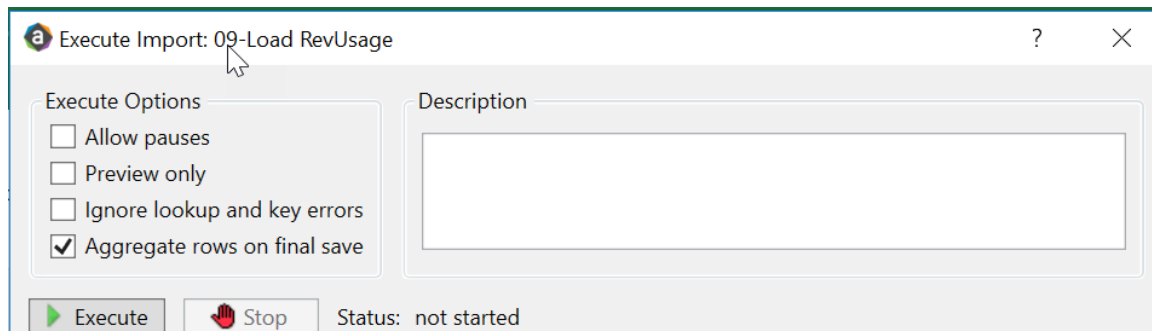 Execute Import: 09-Load RevUsage
?
Execute Options
Allow pauses
Preview only
Ignore lookup and key errors
Aggregate rows on final save
Description
Execute
Stop
Status: not started